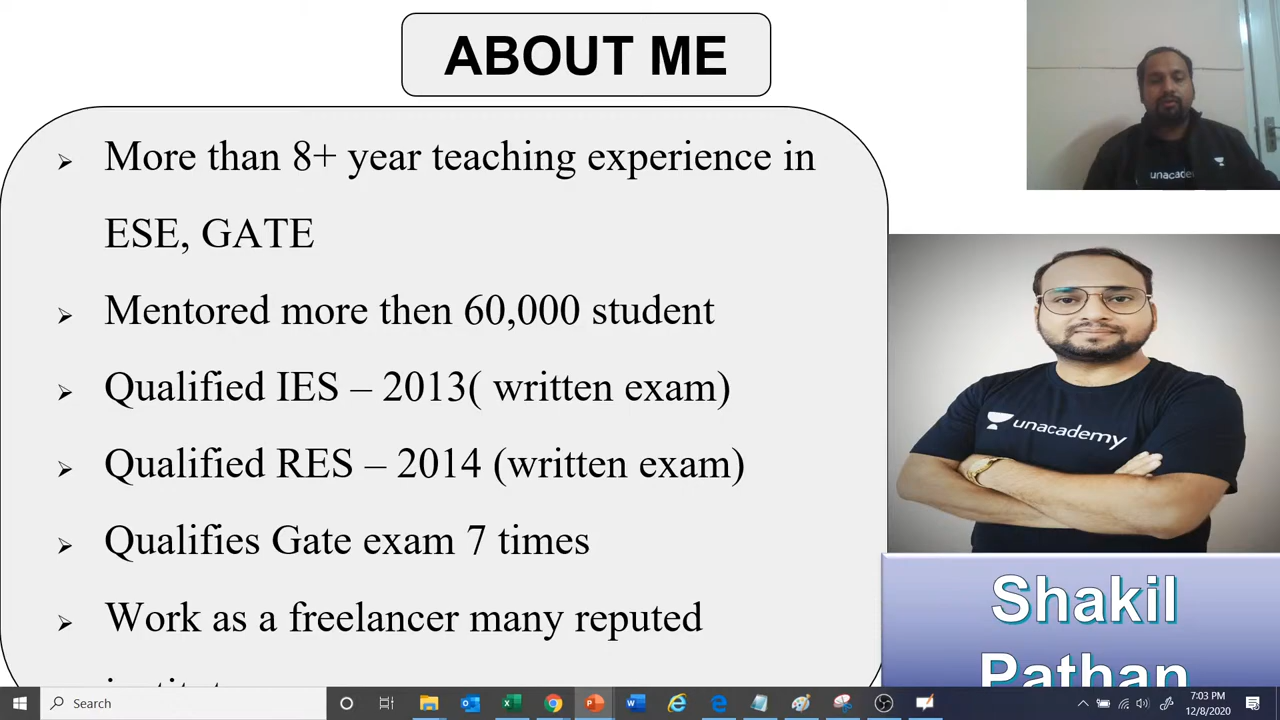 ABOUT ME
More than 8+ year teaching experience in
ESE, GATE
Mentored more then 60,000 student
Qualified IES – 2013( written exam)
Qualified RES – 2014 (written exam)
Qualifies Gate exam 7 times
Work as a freelancer many reputed
unacademy
unacademy
Shakil
Pathan
Search
7:03 PM
12/8/2020